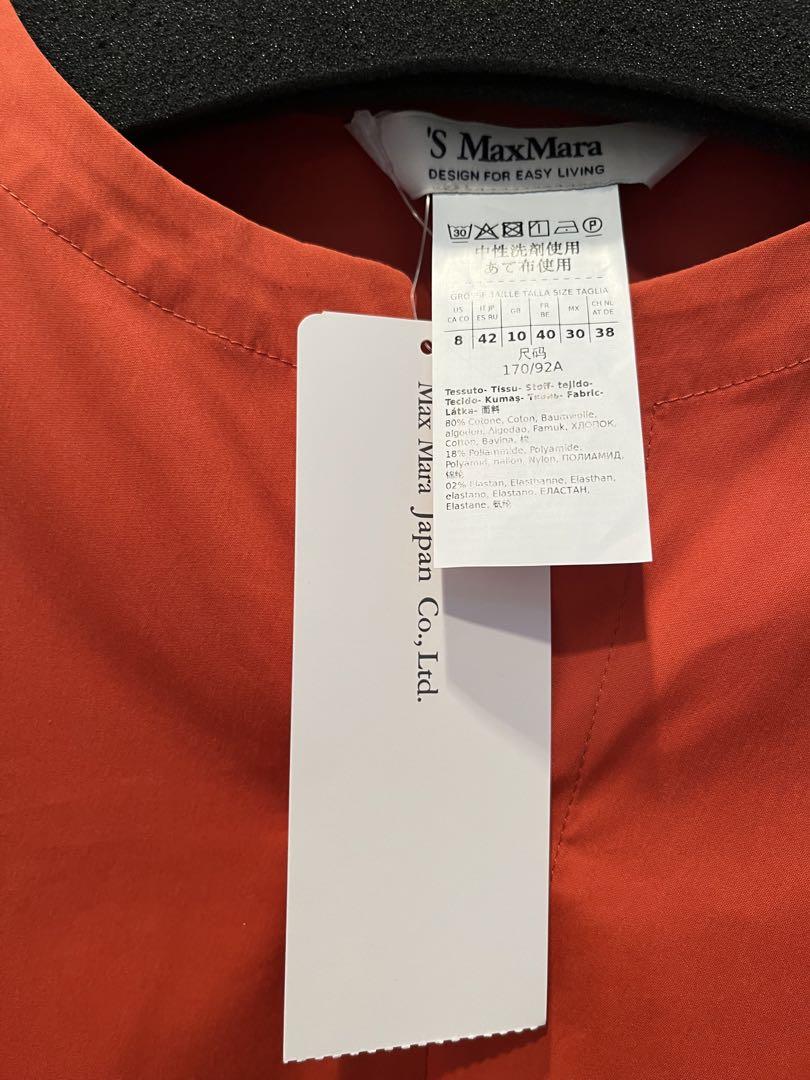 'S MaxMara
DESIGN FOR EASY LIVING
30 P
中性洗剤使用
あて布使用
GROSSE TAILLE TALLA SIZE TAGLIA
US CA CO IT JP ES RU GB FR BE MX CH NL AT DE
8 42 10 40 30 38
尺码
170/92A
Tessuto- Tissu- Stoff- tejido-
Tecido- Kumaş- Ткань- Fabric-
Látka- 面料
80% Cotone, Coton, Baumwolle,
algodon, Algodao, Famuk, ХЛОПОК,
Cotton, Bavlna, 棉
18% Poliammide, Polyamide,
Polyamid, nailon, Nylon, ПОЛИАМИД,
锦纶
02% Elastan, Elasthanne, Elasthan,
elastano, Elastano, ЕЛАСТАН,
Elastane, 氨纶
Max Mara Japan Co., Ltd.